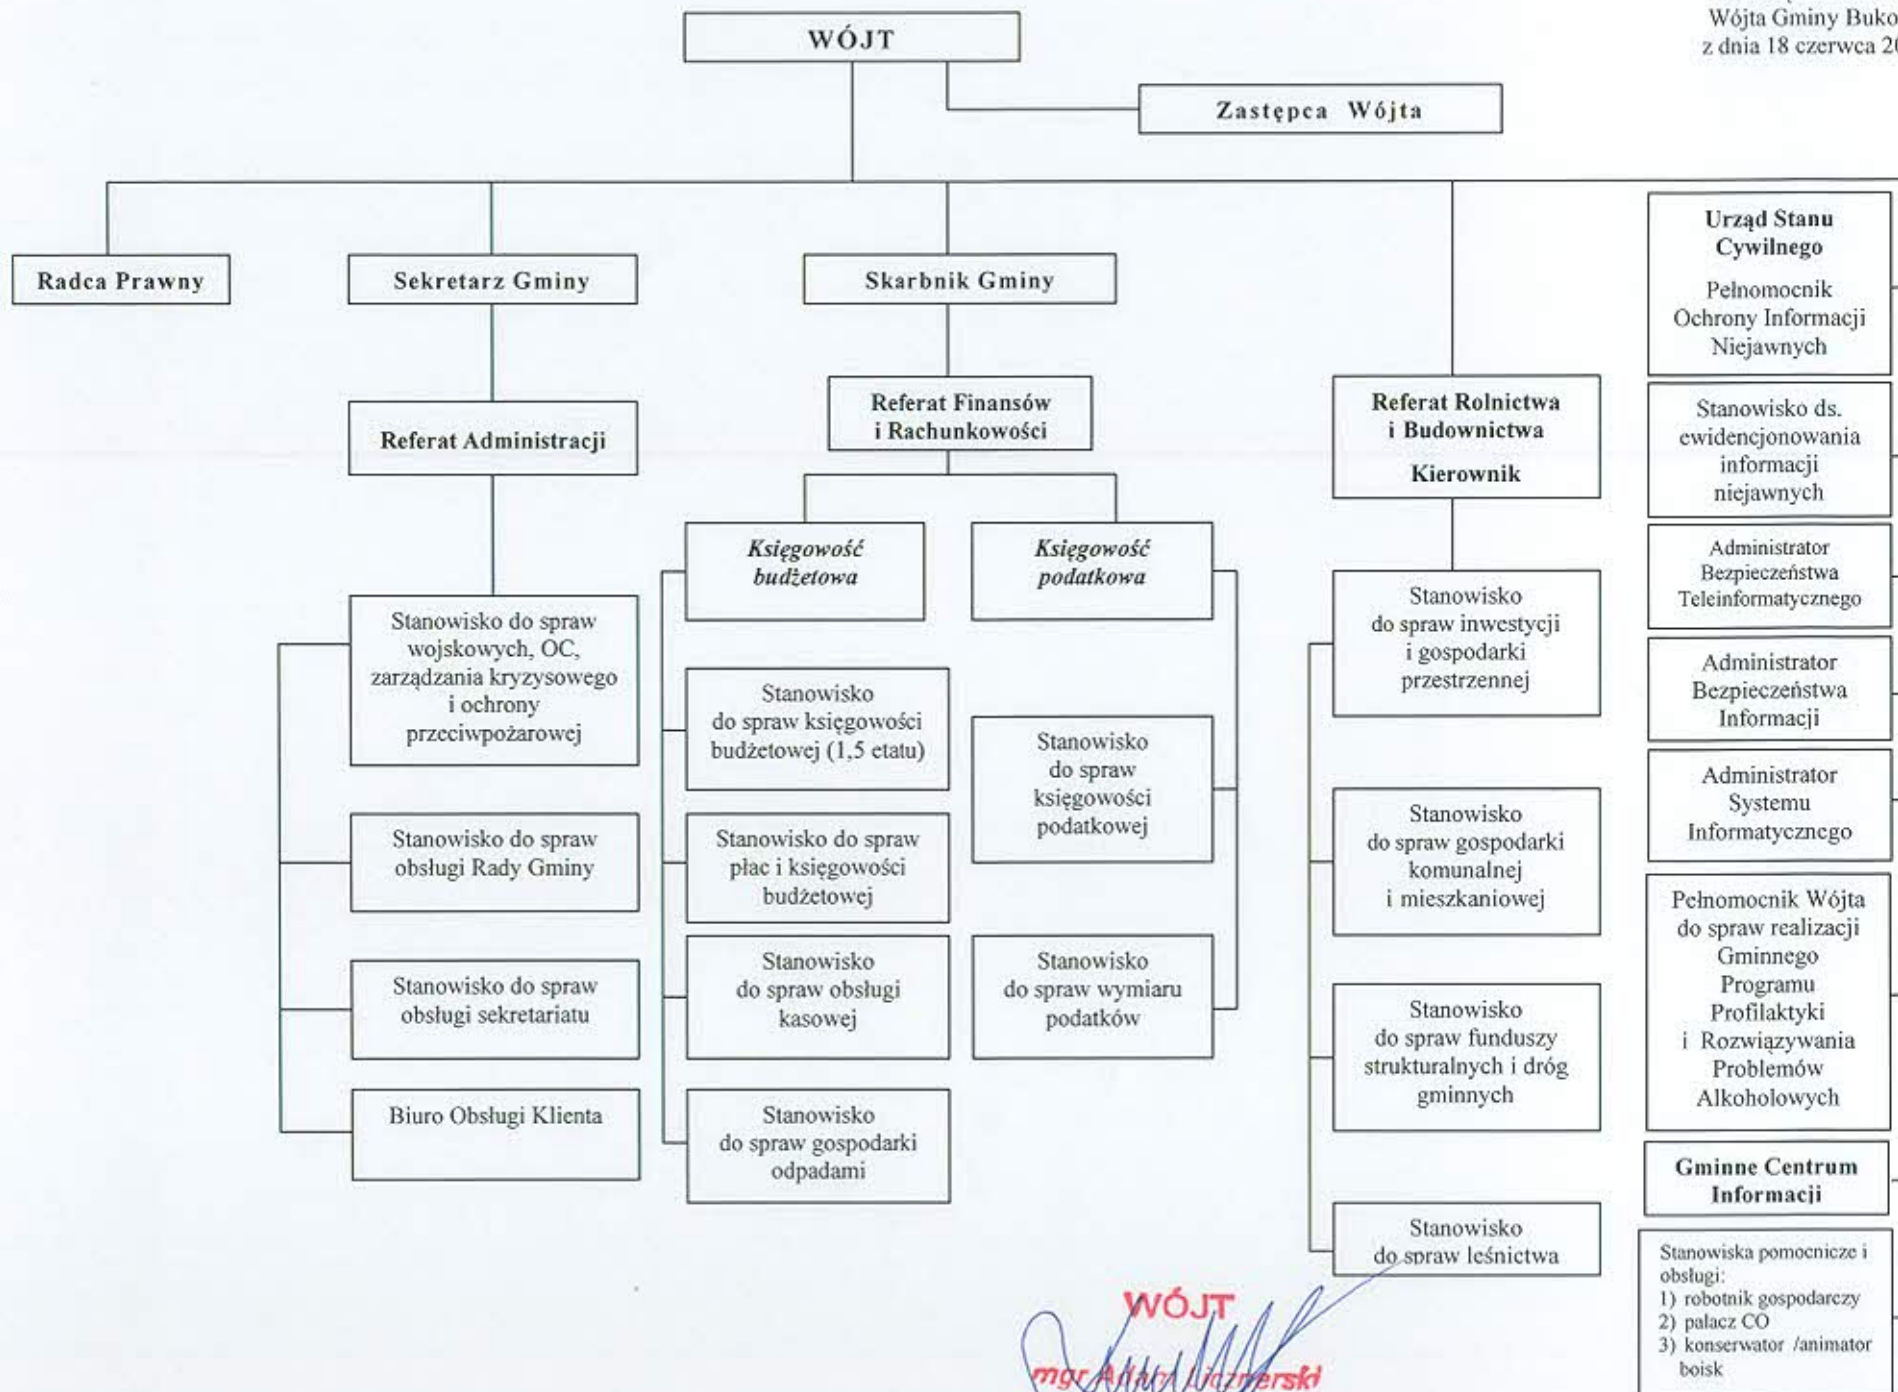 Wójta Gminy Buko
z dnia 18 czerwca 20
WÓJT
Zastępca Wójta
Radca Prawny
Sekretarz Gminy
Skarbnik Gminy
Referat Administracji
Referat Finansów
i Rachunkowości
Referat Rolnictwa
i Budownictwa
Kierownik
Stanowisko do spraw
wojskowych, OC,
zarządzania kryzysowego
i ochrony
przeciwpożarowej
Stanowisko do spraw
obsługi Rady Gminy
Stanowisko do spraw
obsługi sekretariatu
Biuro Obsługi Klienta
Księgowość
budżetowa
Stanowisko
do spraw księgowości
budżetowej (1,5 etatu)
Stanowisko do spraw
płac i księgowości
budżetowej
Stanowisko
do spraw obsługi
kasowej
Stanowisko
do spraw gospodarki
odpadami
Księgowość
podatkowa
Stanowisko
do spraw
księgowości
podatkowej
Stanowisko
do spraw wymiaru
podatków
Stanowisko
do spraw inwestycji
i gospodarki
przestrzennej
Stanowisko
do spraw gospodarki
komunalnej
i mieszkaniowej
Stanowisko
do spraw funduszy
strukturalnych i dróg
gminnych
Stanowisko
do spraw leśnictwa
Urząd Stanu
Cywilnego
Pełnomocnik
Ochrony Informacji
Niejawnych
Stanowisko ds.
ewidencjonowania
informacji
niejawnych
Administrator
Bezpieczeństwa
Teleinformatycznego
Administrator
Bezpieczeństwa
Informacji
Administrator
Systemu
Informatycznego
Pełnomocnik Wójta
do spraw realizacji
Gminnego
Programu
Profilaktyki
i Rozwiązywania
Problemów
Alkoholowych
Gminne Centrum
Informacji
Stanowiska pomocnicze i
obsługi:
1) robotnik gospodarczy
2) palacz CO
3) konserwator /animator
boisk
WÓJT
mgr Adam Licznerski